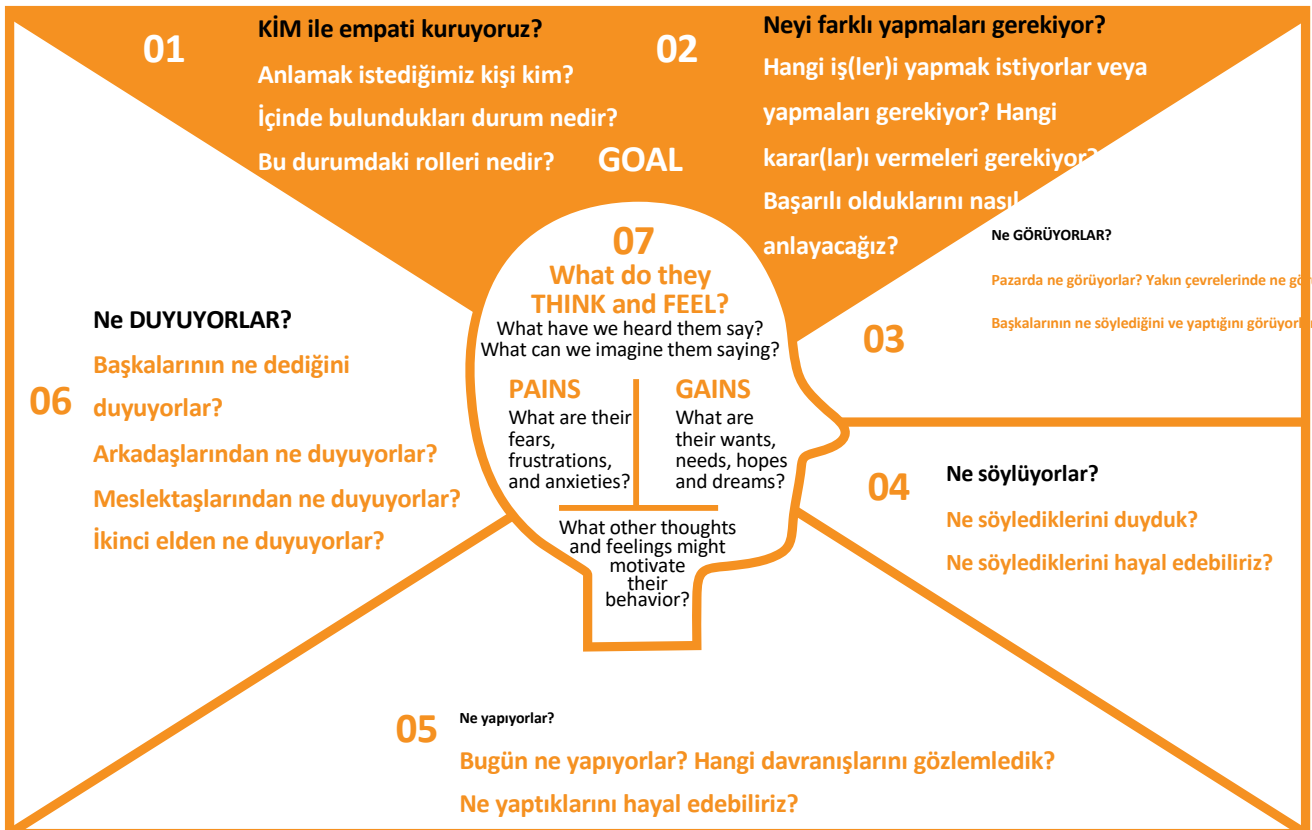 01
KİM ile empati kuruyoruz?
Anlamak istediğimiz kişi kim?
İçinde bulundukları durum nedir?
Bu durumdaki rolleri nedir?
GOAL
02
Neyi farklı yapmaları gerekiyor?
Hangi iş(ler)i yapmak istiyorlar veya
yapmaları gerekiyor? Hangi
karar(lar)ı vermeleri gerekiyor?
Başarılı olduklarını nasıl
anlayacağız?
03
Ne GÖRÜYORLAR?
Pazarda ne görüyorlar? Yakın çevrelerinde ne
Başkalarının ne söylediğini ve yaptığını
04
Ne söylüyorlar?
Ne söylediklerini duyduk?
Ne söylediklerini hayal edebiliriz?
05
Ne yapıyorlar?
Bugün ne yapıyorlar? Hangi davranışlarını gözlemledik?
Ne yaptıklarını hayal edebiliriz?
06
Ne DUYUYORLAR?
Başkalarının ne dediğini
duyuyorlar?
Arkadaşlarından ne duyuyorlar?
Meslektaşlarından ne duyuyorlar?
İkinci elden ne duyuyorlar?
07
What do they
THINK and FEEL?
What have we heard them say?
What can we imagine them saying?
PAINS
What are their
fears,
frustrations,
and anxieties?
GAINS
What are
their wants,
needs, hopes
and dreams?
What other thoughts
and feelings might
motivate
their
behavior?